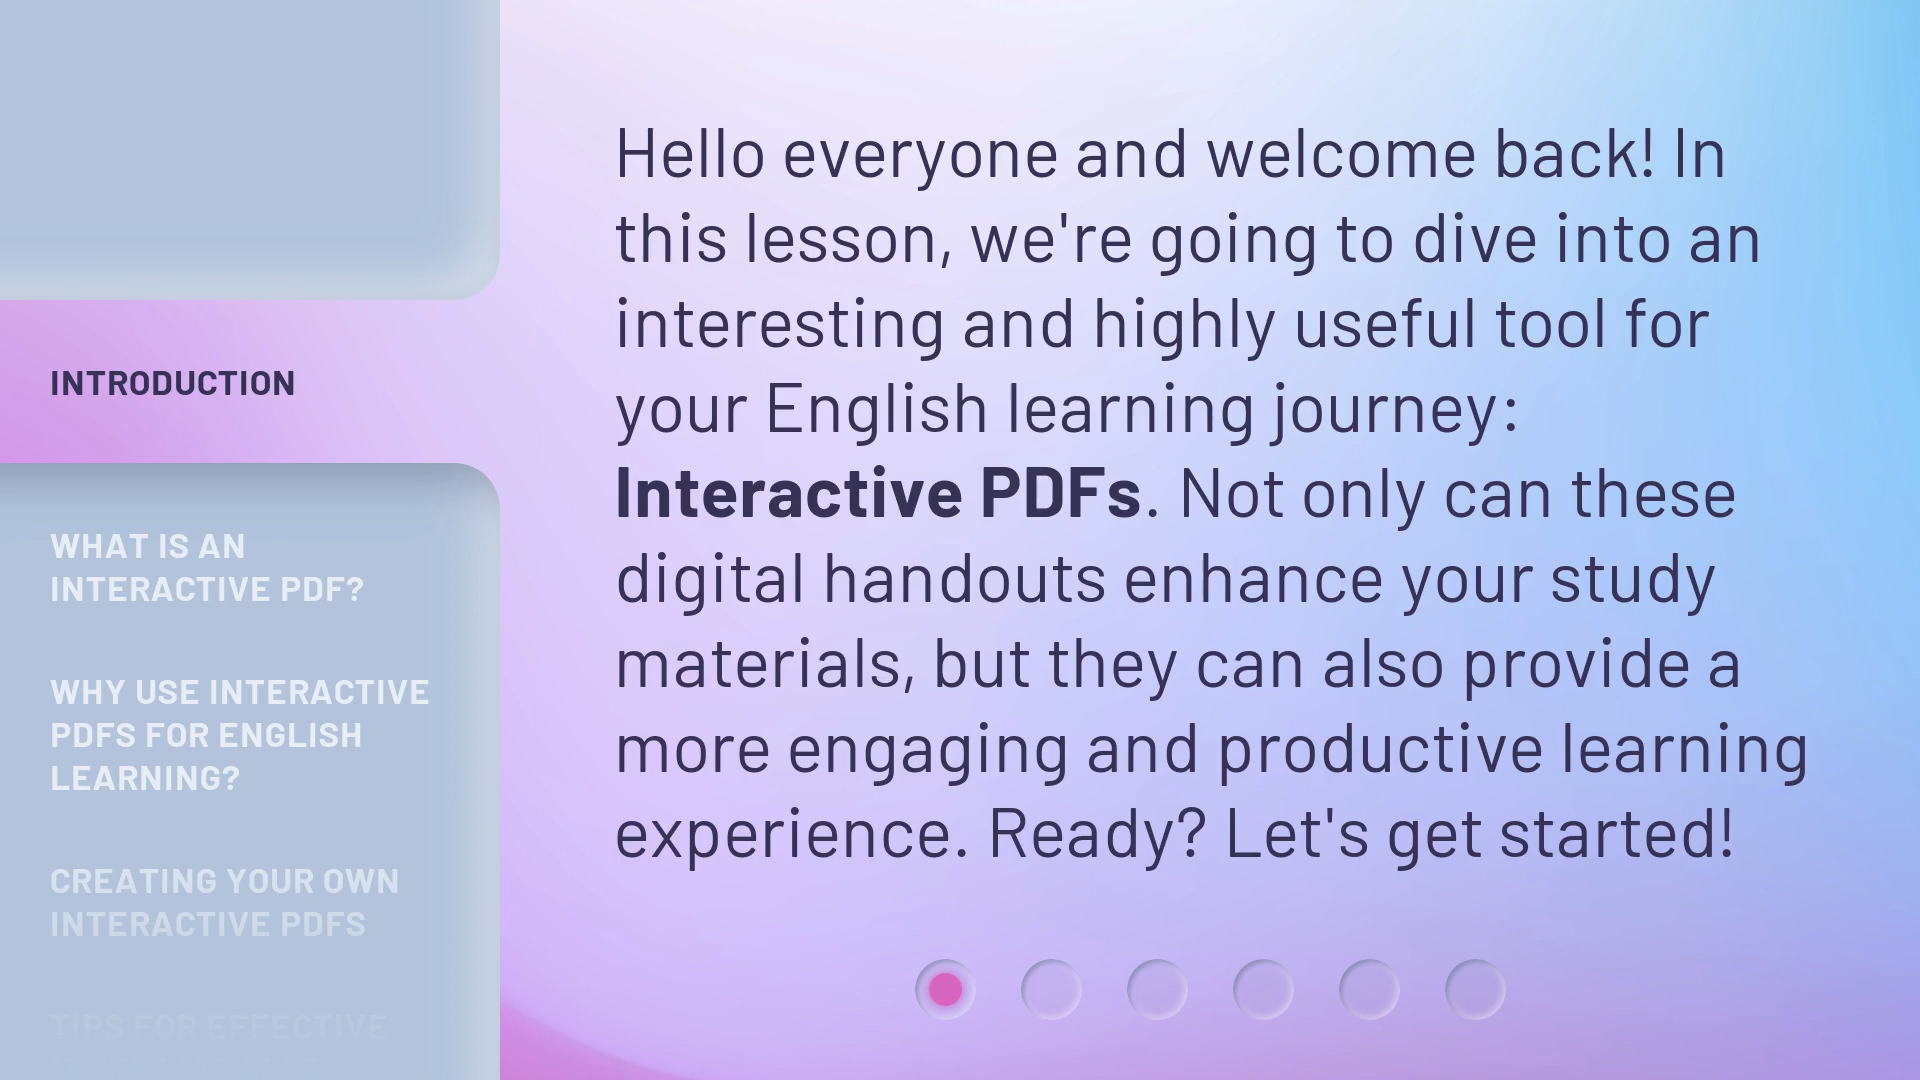 INTRODUCTION
WHAT IS AN
INTERACTIVE PDF?
WHY USE INTERACTIVE
PDFS FOR ENGLISH
LEARNING?
CREATING YOUR OWN
INTERACTIVE PDFS
TIPS FOR EFFECTIVE
Hello everyone and welcome back! In
this lesson, we're going to dive into an
interesting and highly useful tool for
your English learning journey:
Interactive PDFs. Not only can these
digital handouts enhance your study
materials, but they can also provide a
more engaging and productive learning
experience. Ready? Let's get started!